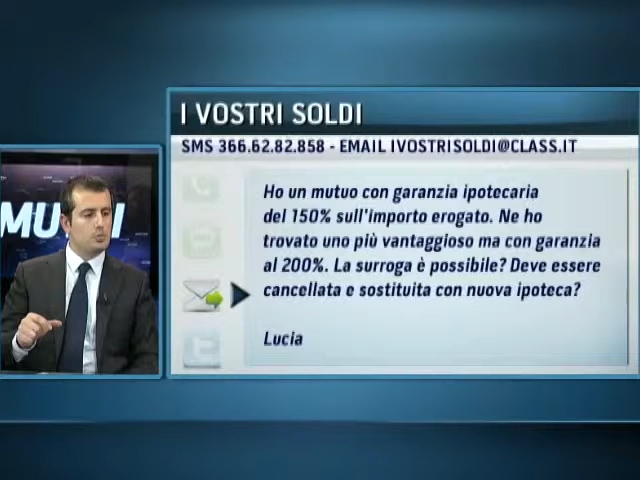 I VOSTRI SOLDI
SMS 366.62.82.858 - EMAIL IVOSTRISOLDI@CLASS.IT
Ho un mutuo con garanzia ipotecaria
del 150% sull'importo erogato. Ne ho
trovato uno più vantaggioso ma con garanzia
al 200%. La surroga è possibile? Deve essere
cancellata e sostituita con nuova ipoteca?
Lucia